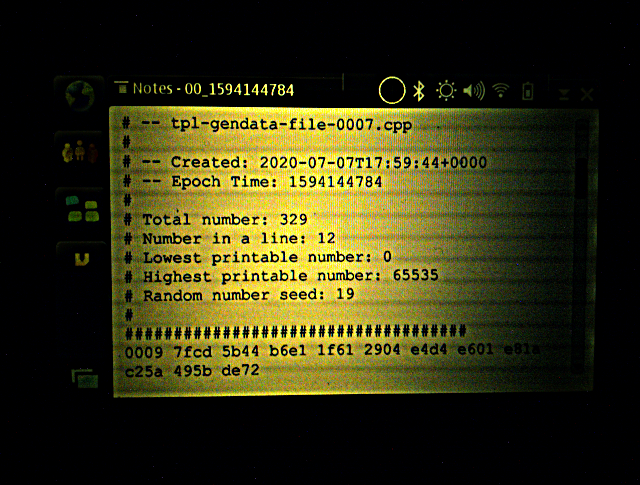 Notes - 00_1594144784
# -- tpl-gendata-file-0007.cpp
#
# -- Created: 2020-07-07T17:59:44+0000
# -- Epoch Time: 1594144784
#
# Total number: 329
# Number in a line: 12
# Lowest printable number: 0
# Highest printable number: 65535
# Random number seed: 19
#
###################################
0009 7fcd 5b44 b6e1 1f61 2904 e4d4 e601 e81a
c25a 495b de72